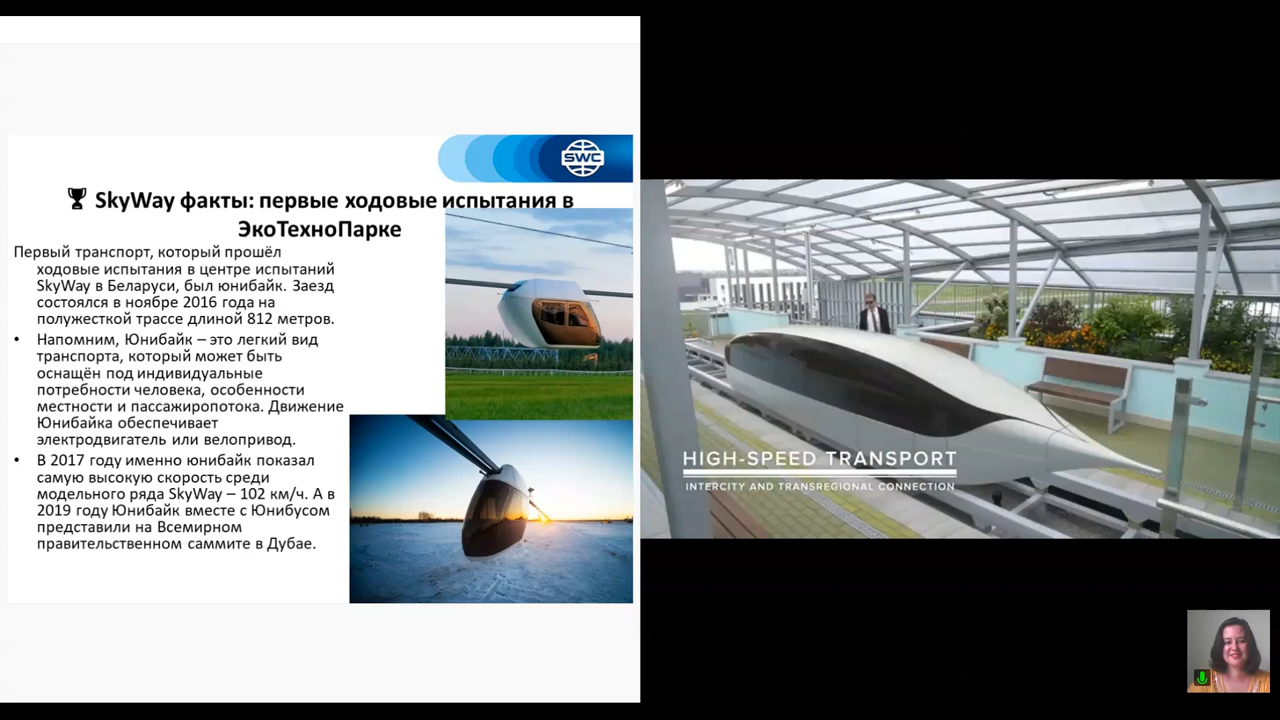 SWC
SkyWay факты: первые ходовые испытания в
ЭкоТехноПарке
Первый транспорт, который прошёл
ходовые испытания в центре испытаний
SkyWay в Беларуси, был юнибайк. Заезд
состоялся в ноябре 2016 года на
полужесткой трассе длиной 812 метров.
• Напомним, Юнибайк – это легкий вид
транспорта, который может быть
оснащён под индивидуальные
потребности человека, особенности
местности и пассажиропотока. Движение
Юнибайка обеспечивает
электродвигатель или велопривод.
• В 2017 году именно юнибайк показал
самую высокую скорость среди
модельного ряда SkyWay – 102 км/ч. А в
2019 году Юнибайк вместе с Юнибусом
представили на Всемирном
правительственном саммите в Дубае.
HIGH-SPEED TRANSPORT
INTERCITY AND TRANSREGIONAL CONNECTION